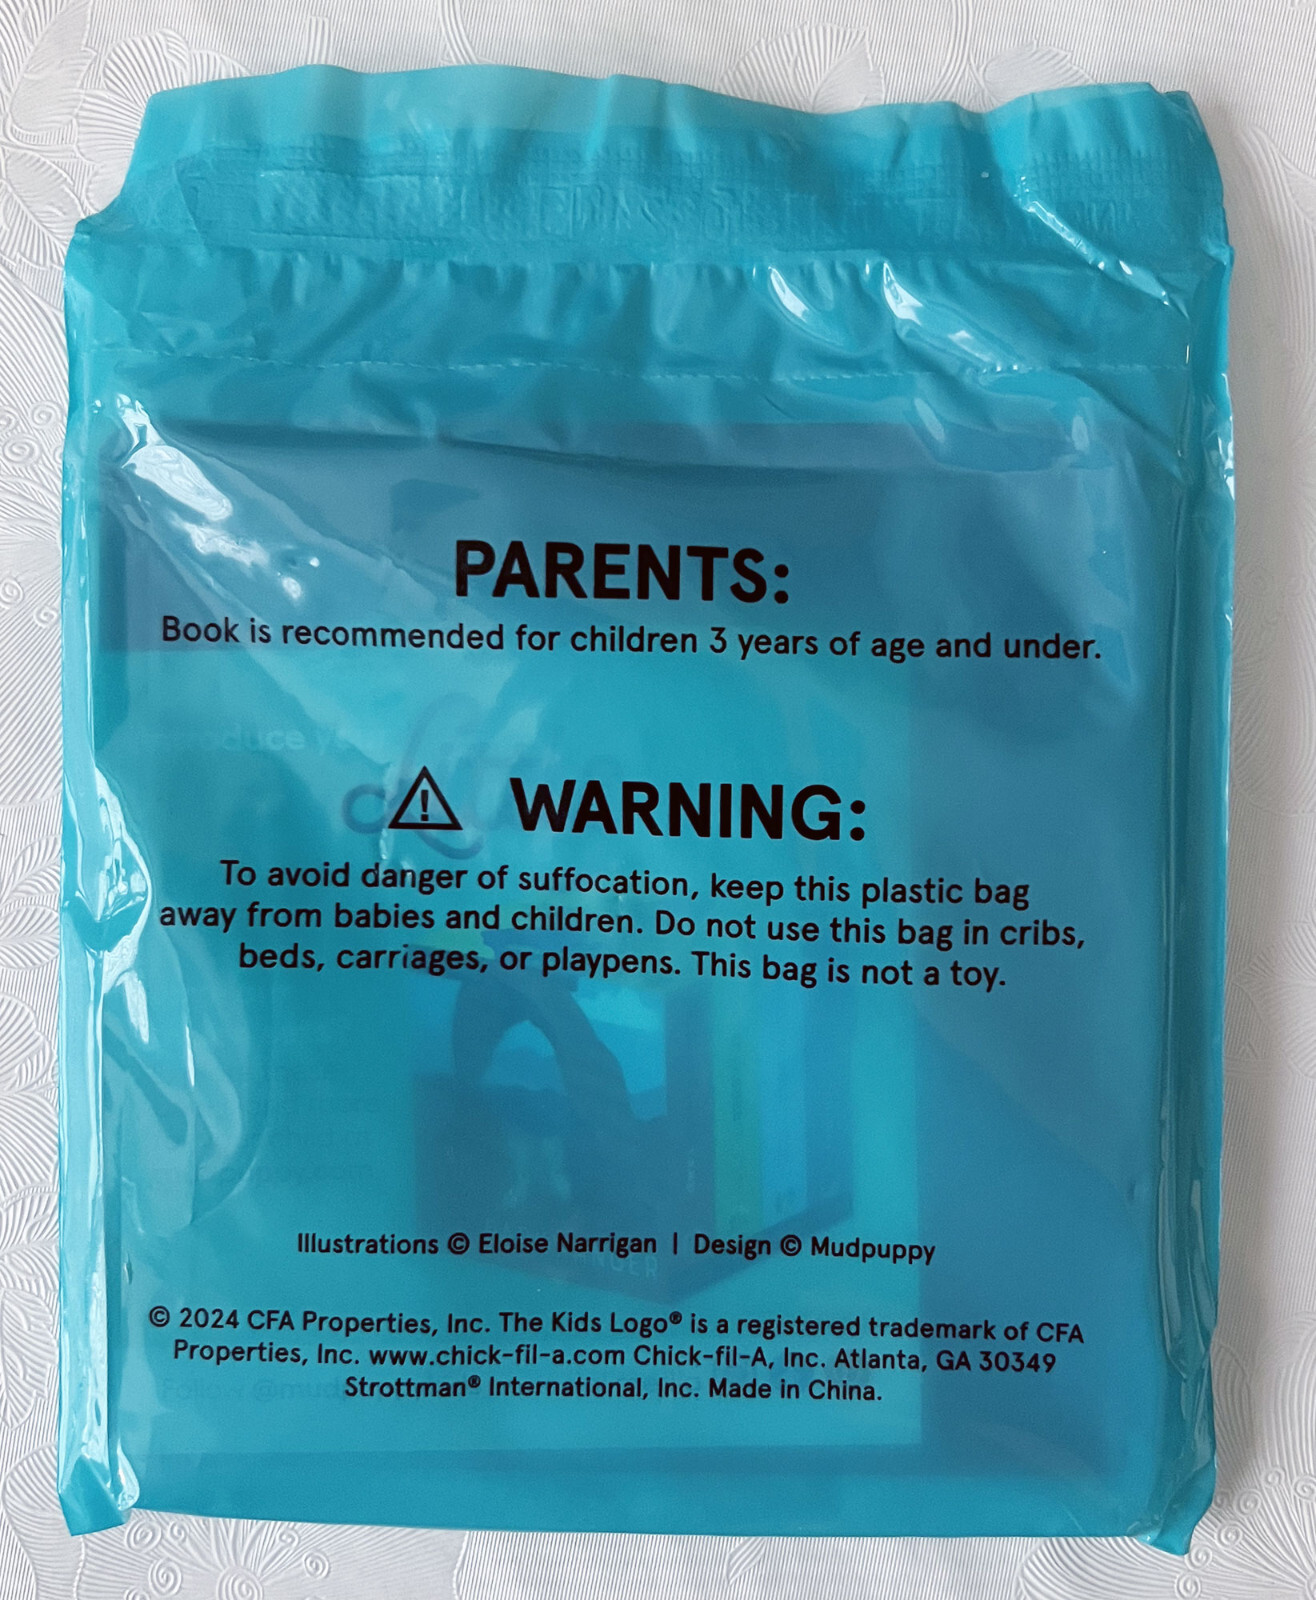 PARENTS:
Book is recommended for children 3 years of age and under.
duce
⚠ WARNING:
To avoid danger of suffocation, keep this plastic bag
away from babies and children. Do not use this bag in cribs,
beds, carriages, or playpens. This bag is not a toy.
Illustrations © Eloise Narrigan | Design © Mudpuppy
© 2024 CFA Properties, Inc. The Kids Logo® is a registered trademark of CFA
Properties, Inc. www.chick-fil-a.com Chick-fil-A, Inc. Atlanta, GA 30349
Strottman® International, Inc. Made in China.